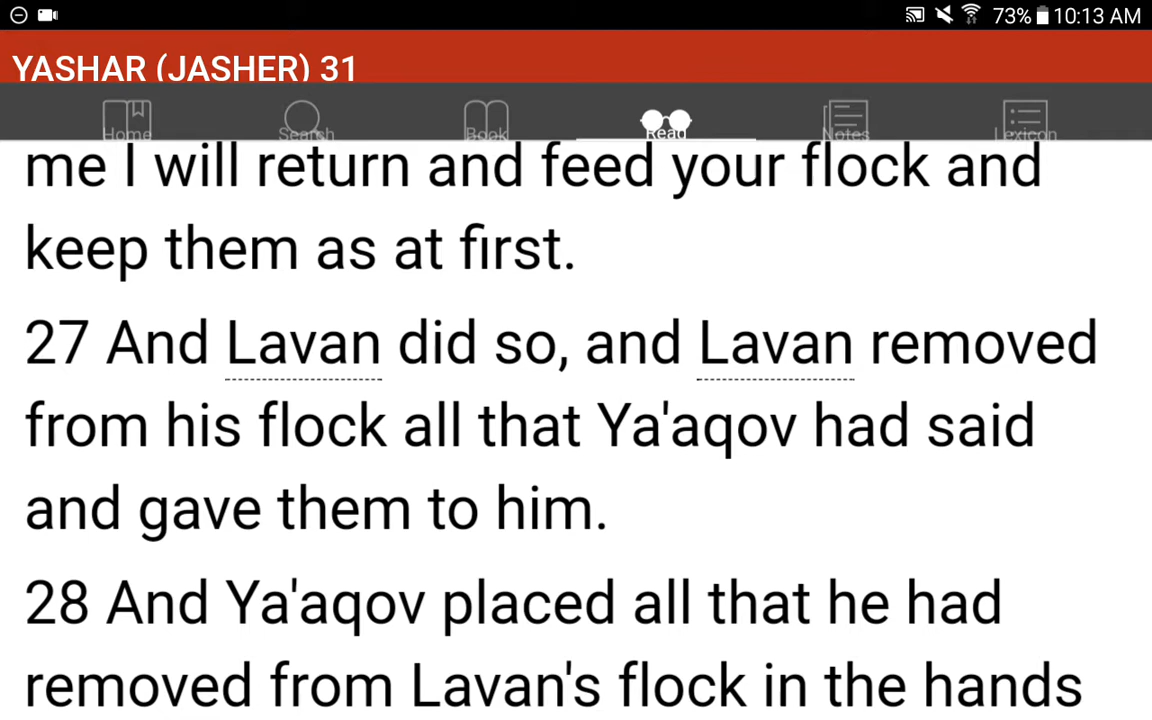 73% 10:13 AM
YASHAR (JASHER) 31
Home Search Book Read Notes Lexicon
me I will return and feed your flock and
keep them as at first.
27 And Lavan did so, and Lavan removed
from his flock all that Ya'aqov had said
and gave them to him.
28 And Ya'aqov placed all that he had
removed from Lavan's flock in the hands